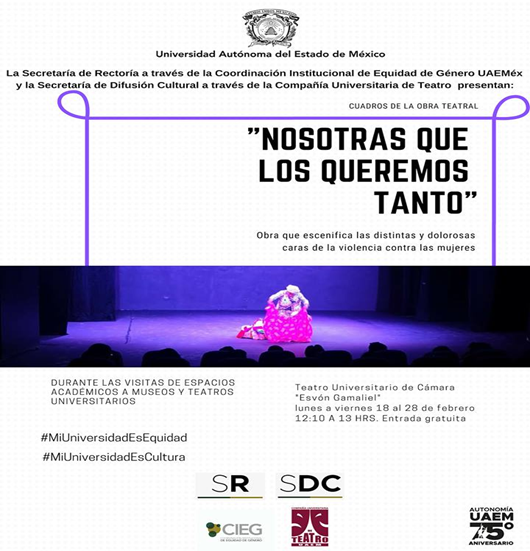 Universidad Autónoma del Estado de México
La Secretaría de Rectoría a través de la Coordinación Institucional de Equidad de Género UAEMéx
y la Secretaría de Difusión Cultural a través de la Compañía Universitaria de Teatro presentan:
CUADROS DE LA OBRA TEATRAL
"NOSOTRAS QUE
LOS QUEREMOS
TANTO"
Obra que escenifica las distintas y dolorosas
caras de la violencia contra las mujeres
DURANTE LAS VISITAS DE ESPACIOS
ACADÉMICOS A MUSEOS Y TEATROS
UNIVERSITARIOS
Teatro Universitario de Cámara
"Esvón Gamaliel"
lunes a viernes 18 al 28 de febrero
12:10 A 13 HRS. Entrada gratuita
#MiUniversidadEsEquidad
#MiUniversidadEsCultura
SR
SDC
CIEG
TEATRO
AUTONOMÍA
UAEM
75º
ANIVERSARIO